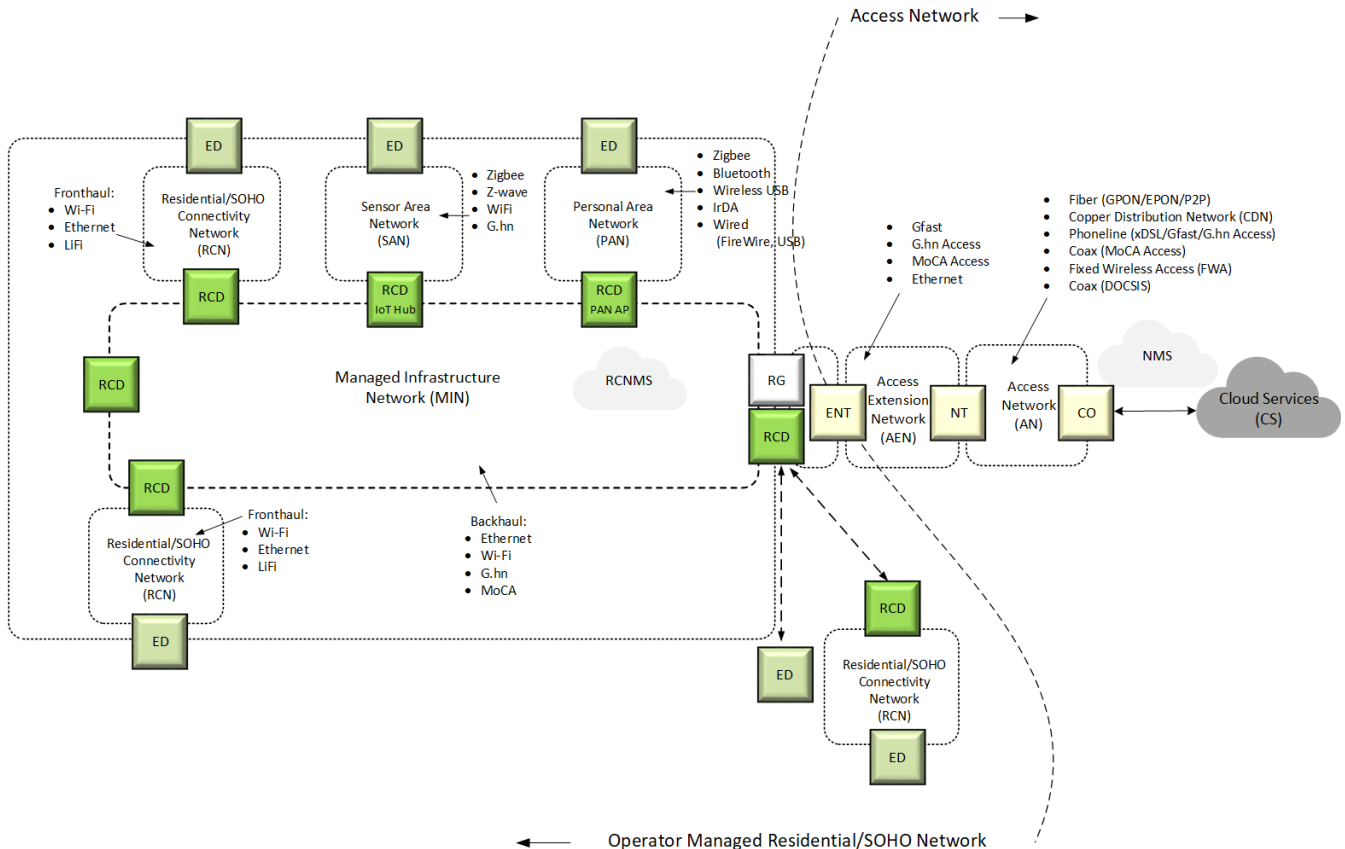 Access Network
ED
ED
ED
Fronthaul:
• Wi-Fi
• Ethernet
• LiFi
Residential/SOHO
Connectivity
Network
(RCN)
Sensor Area
Network
(SAN)
• Zigbee
• Z-wave
• WiFi
• G.hn
Personal Area
Network
(PAN)
• Zigbee
• Bluetooth
• Wireless USB
• IrDA
• Wired
(FireWire, USB)
• Gfast
• G.hn Access
• MoCA Access
• Ethernet
• Fiber (GPON/EPON/P2P)
• Copper Distribution Network (CDN)
• Phoneline (xDSL/Gfast/G.hn Access)
• Coax (MoCA Access)
• Fixed Wireless Access (FWA)
• Coax (DOCSIS)
RCD
RCD
IoT Hub
RCD
PAN AP
RCD
Managed Infrastructure
Network (MIN)
RCNMS
RG
RCD
ENT
Access
Extension
Network
(AEN)
NT
Access
Network
(AN)
CO
NMS
Cloud Services
(CS)
RCD
Residential/SOHO
Connectivity
Network
(RCN)
Fronthaul:
• Wi-Fi
• Ethernet
• LiFi
Backhaul:
• Ethernet
• Wi-Fi
• G.hn
• MoCA
ED
ED
RCD
Residential/SOHO
Connectivity
Network
(RCN)
ED
Operator Managed Residential/SOHO Network